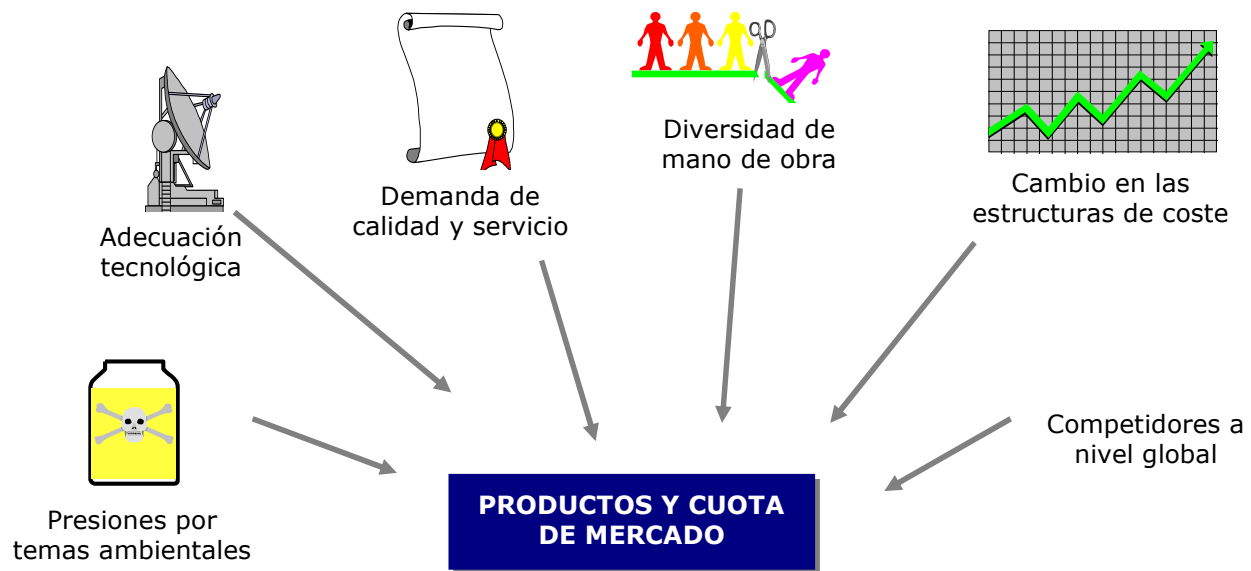 Diversidad de
mano de obra
Cambio en las
estructuras de coste
Demanda de
calidad y servicio
Adecuación
tecnológica
Competidores a
nivel global
Presiones por
temas ambientales
PRODUCTOS Y CUOTA
DE MERCADO